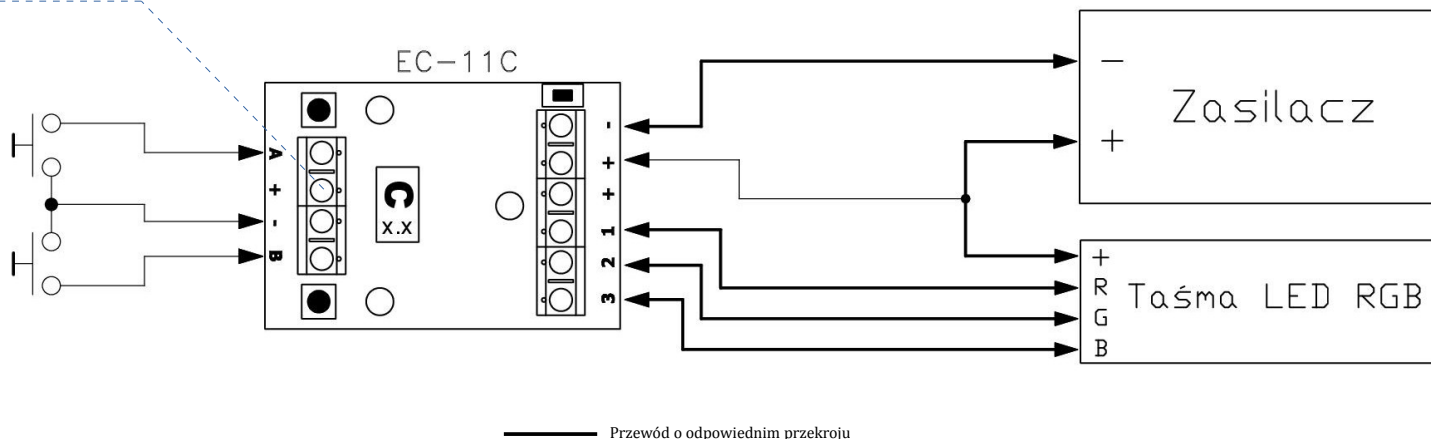 EC-11C
A
+
-
B
C
x.x
-
+
+
1
2
3
−
+
Zasilacz
+
R
G
B
Taśma LED RGB
Przewód o odpowiednim przekroju